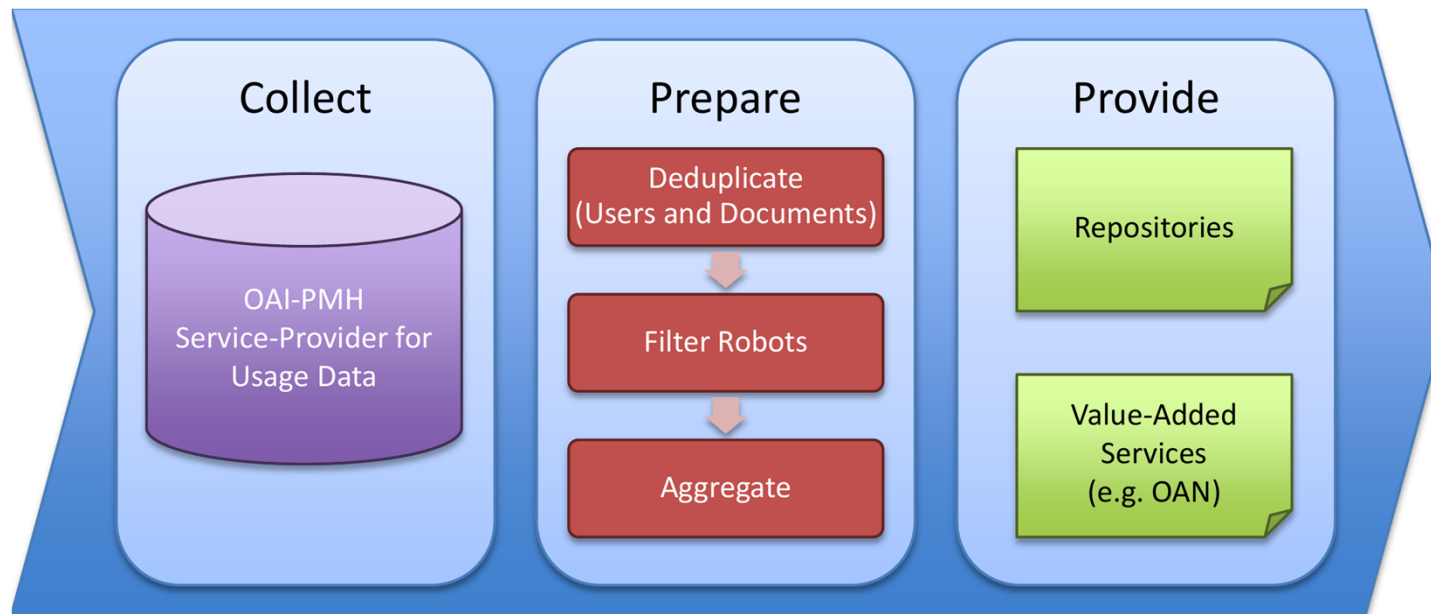 Collect
OAI-PMH
Service-Provider for
Usage Data
Prepare
Deduplicate
(Users and Documents)
Filter Robots
Aggregate
Provide
Repositories
Value-Added
Services
(e.g. OAN)